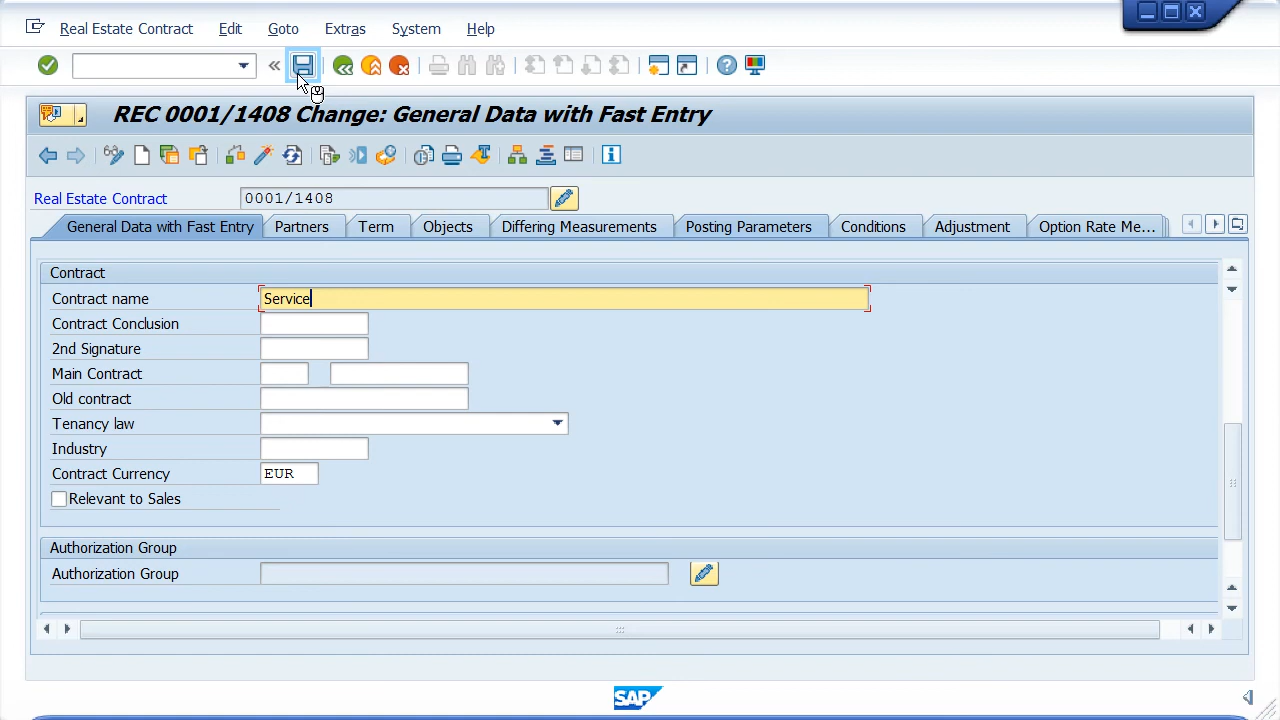 Real Estate Contract Edit Goto Extras System Help
REC 0001/1408 Change: General Data with Fast Entry
Real Estate Contract 0001/1408
General Data with Fast Entry Partners Term Objects Differing Measurements Posting Parameters Conditions Adjustment Option Rate Me...
Contract
Contract name Service
Contract Conclusion
2nd Signature
Main Contract
Old contract
Tenancy law
Industry
Contract Currency EUR
Relevant to Sales
Authorization Group
Authorization Group
SAP